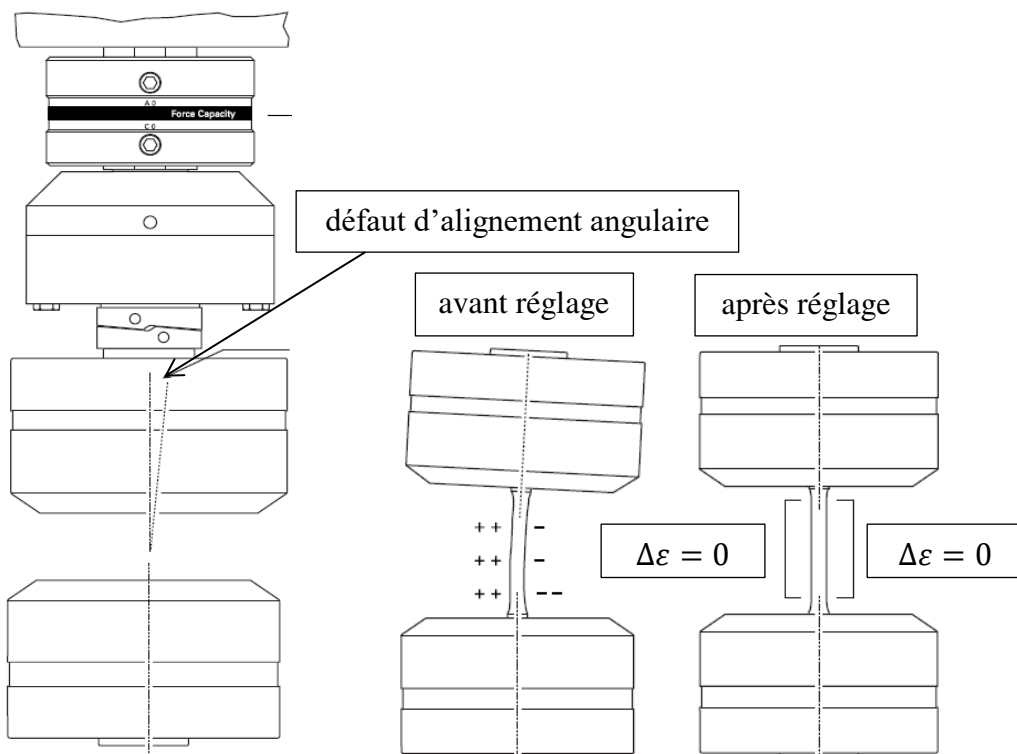 A 0
Force Capacity
C 0
défaut d’alignement angulaire
avant réglage
après réglage
+ + −
+ + −
+ + − −
Δε = 0
Δε = 0